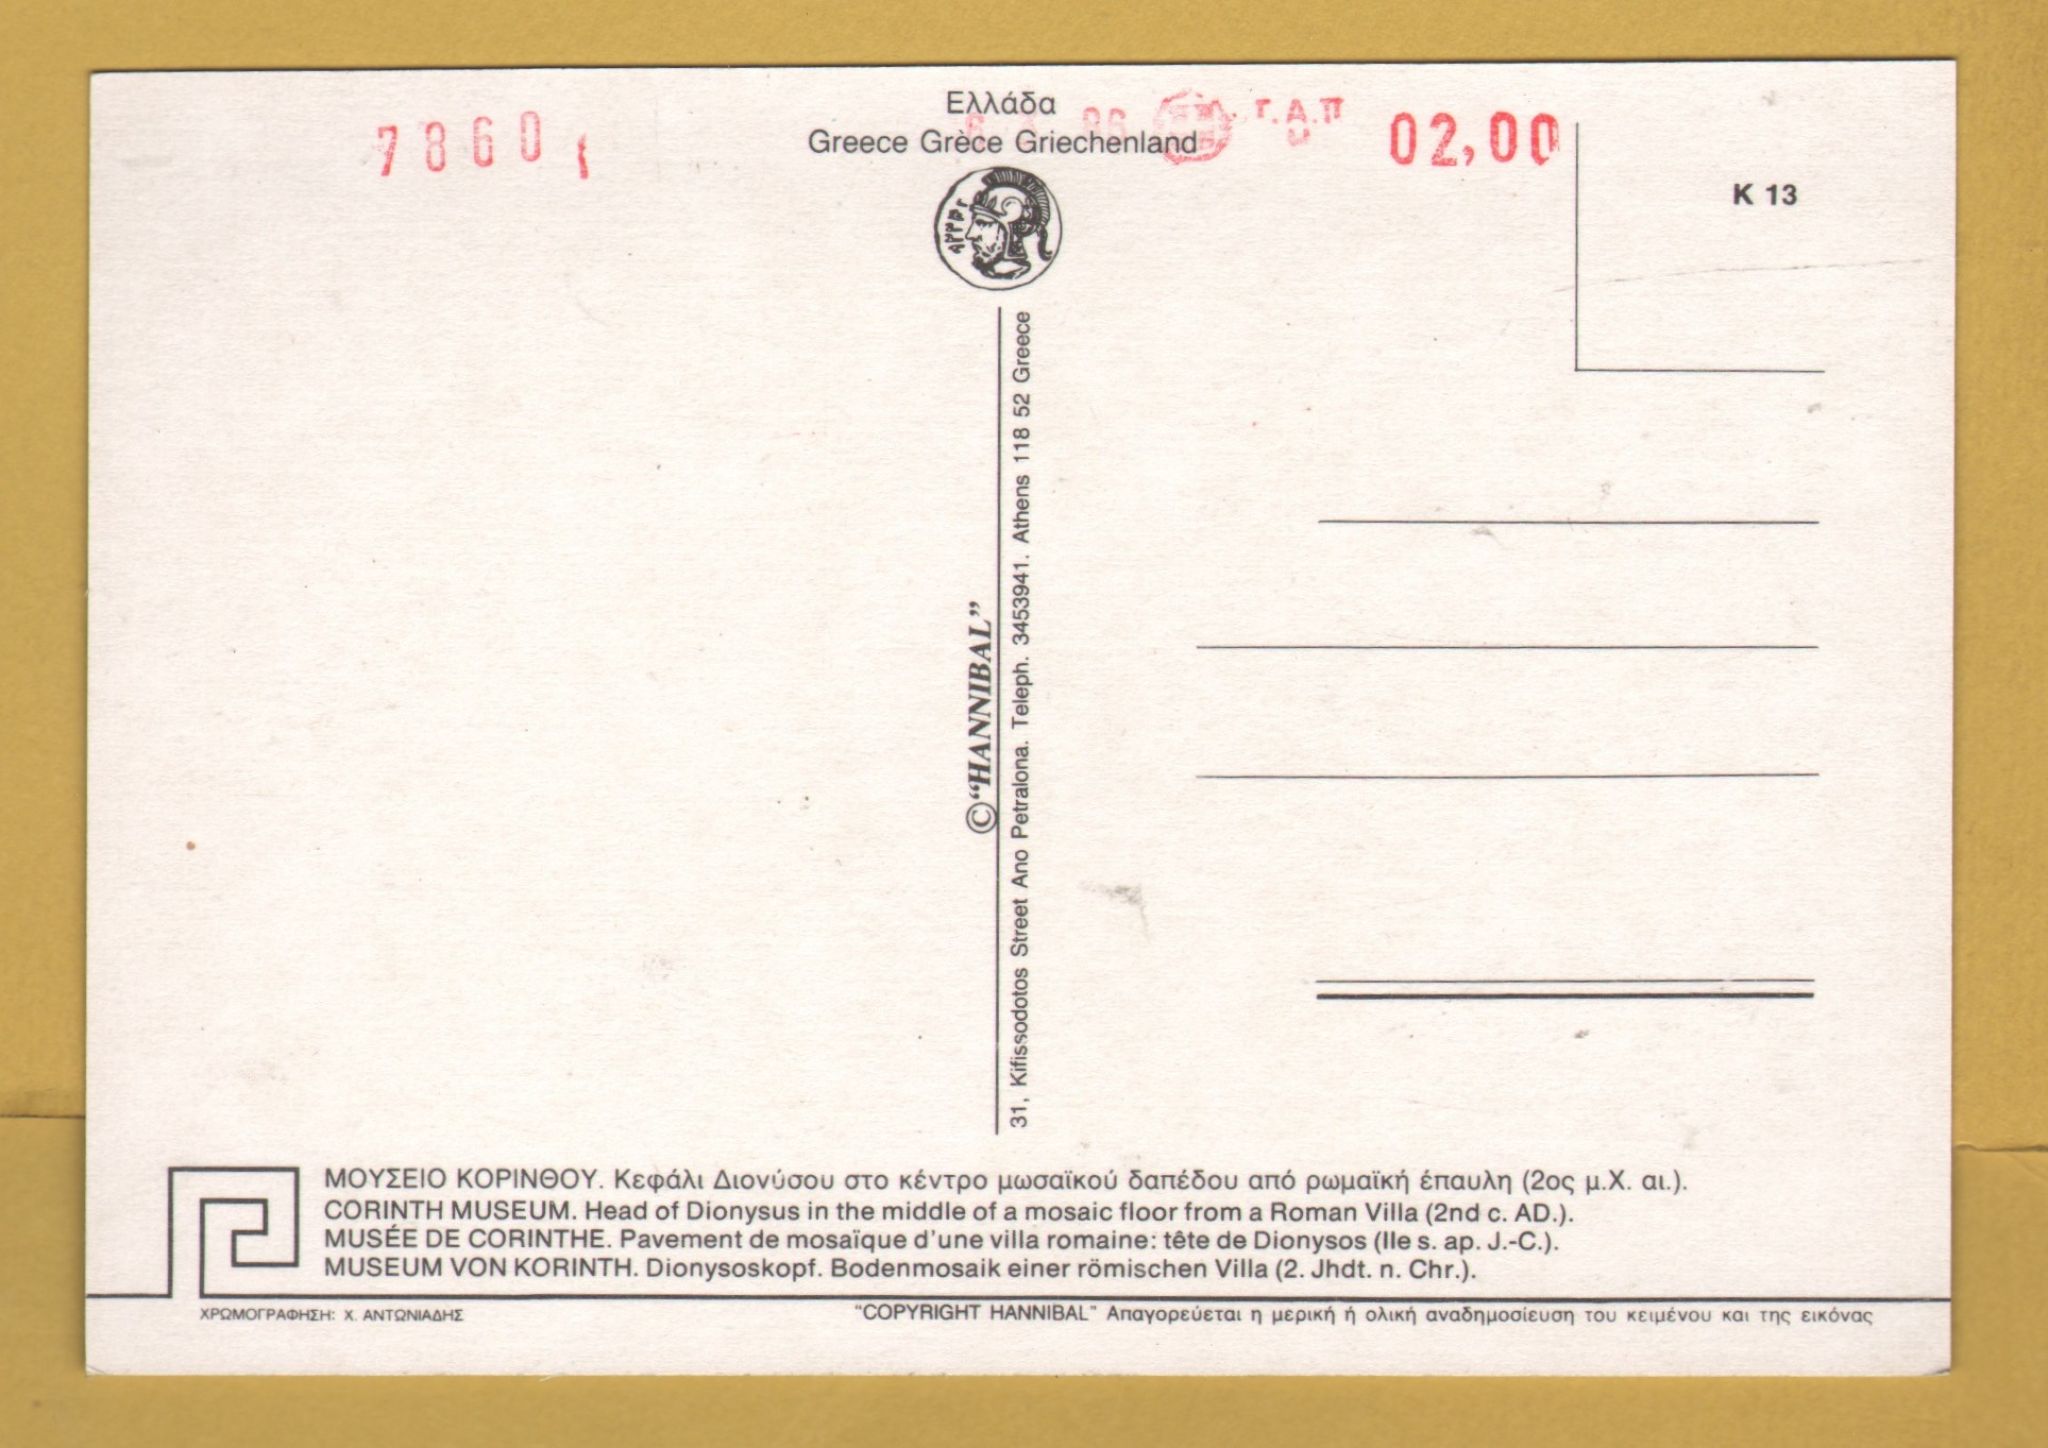 Ελλάδα
Greece Grèce Griechenland
7860
86
Γ.Δ.Π
02,00
K 13
©“HANNIBAL”
31, Kifissodotos Street Ano Petralona. Teleph. 3453941. Athens 118 52 Greece
ΜΟΥΣΕΙΟ ΚΟΡΙΝΘΟΥ. Κεφάλι Διονύσου στο κέντρο μωσαϊκού δαπέδου από ρωμαϊκή έπαυλη (2ος μ.Χ. αι.).
CORINTH MUSEUM. Head of Dionysus in the middle of a mosaic floor from a Roman Villa (2nd c. AD.).
MUSÉE DE CORINTHE. Pavement de mosaïque d'une villa romaine: tête de Dionysos (IIe s. ap. J.-C.).
MUSEUM VON KORINTH. Dionysoskopf. Bodenmosaik einer römischen Villa (2. Jhdt. n. Chr.).
ΧΡΩΜΟΓΡΑΦΗΣΗ: Χ. ΑΝΤΩΝΙΑΔΗΣ
“COPYRIGHT HANNIBAL” Απαγορεύεται η μερική ή ολική αναδημοσίευση του κειμένου και της εικόνας